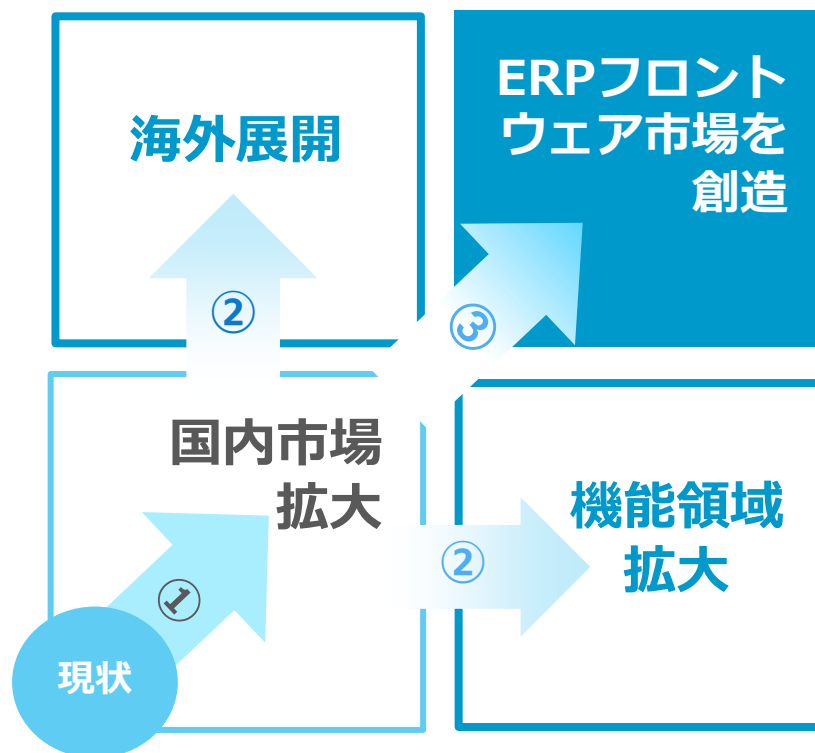 海外展開
ERPフロント
ウェア市場を
創造
②
③
国内市場
拡大
機能領域
拡大
②
①
現状